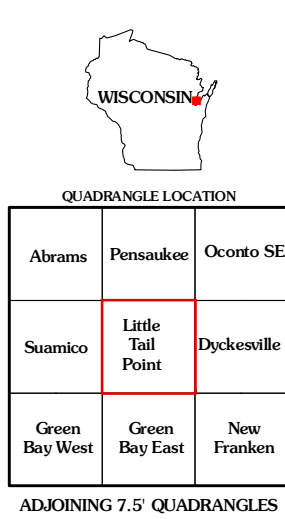 WISCONSIN
QUADRANGLE LOCATION
Abrams
Pensaukee
Oconto SE
Suamico
Little
Tail
Point
Dyckesville
Green
Bay West
Green
Bay East
New
Franken
ADJOINING 7.5' QUADRANGLES